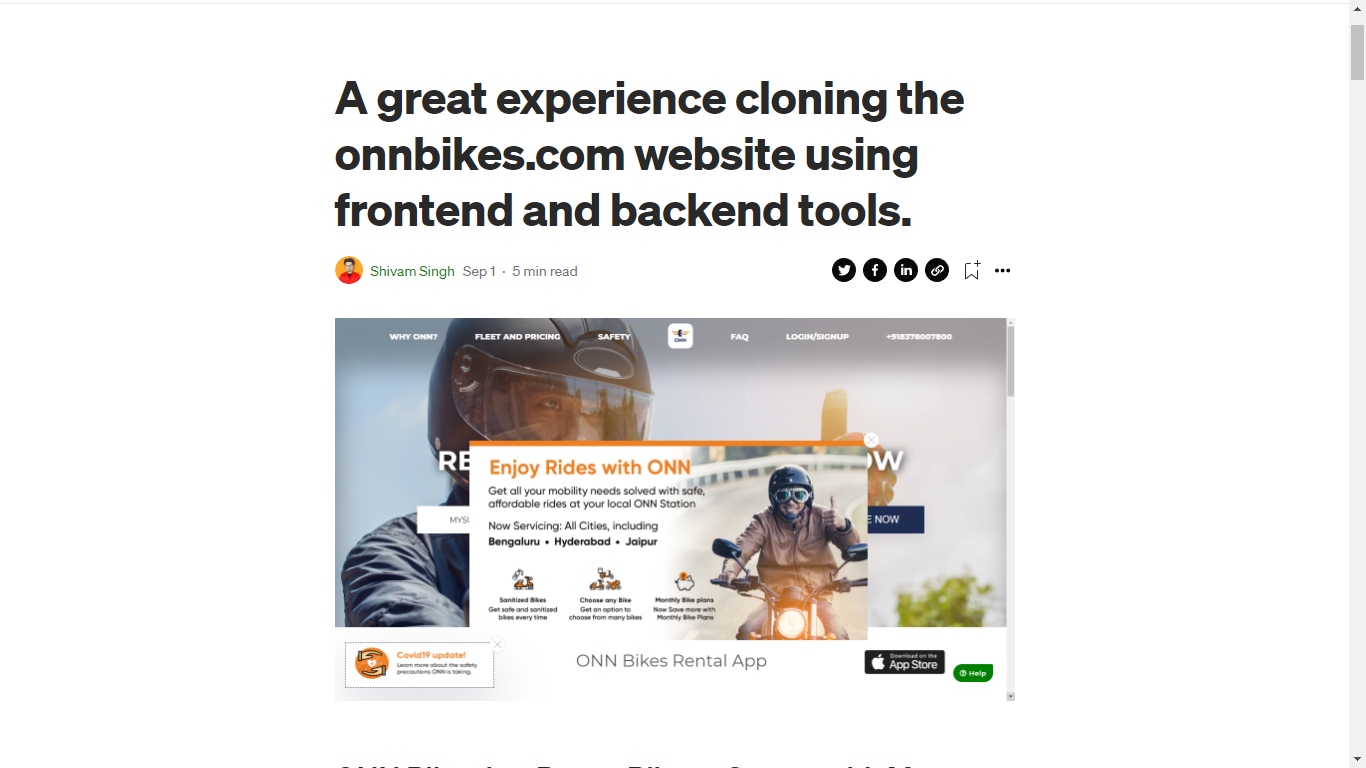 A great experience cloning the
onnbikes.com website using
frontend and backend tools.
Shivam Singh Sep 1 · 5 min read
WHY ONN? FLEET AND PRICING SAFETY ONN FAQ LOGIN/SIGNUP +918378007800
Enjoy Rides with ONN
Get all your mobility needs solved with safe,
affordable rides at your local ONN Station
Now Servicing: All Cities, including
Bengaluru • Hyderabad • Jaipur
E NOW
Sanitized Bikes
Get safe and sanitized
bikes every time
Choose any Bike
Get an option to
choose from many bikes
Monthly Bike plans
Now Save more with
Monthly Bike Plans
Covid19 update!
Learn more about the safety
precautions ONN is taking.
ONN Bikes Rental App
Download on the
App Store
Help